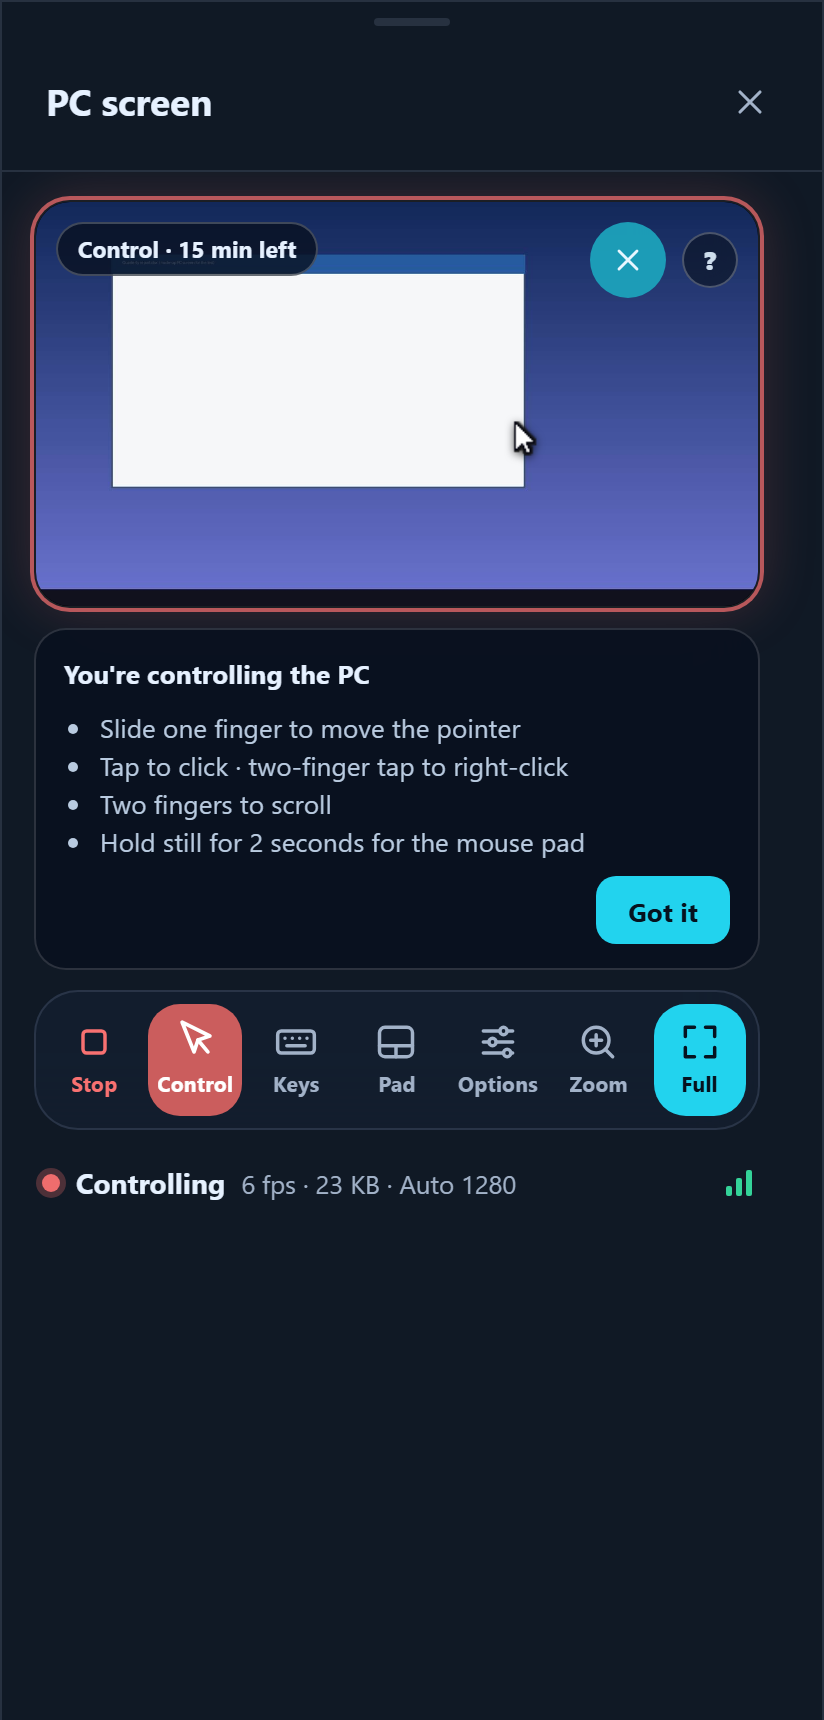 PC screen
Control · 15 min left
?
You're controlling the PC
Slide one finger to move the pointer
Tap to click · two-finger tap to right-click
Two fingers to scroll
Hold still for 2 seconds for the mouse pad
Got it
Stop Control Keys Pad Options Zoom Full
Controlling 6 fps · 23 KB · Auto 1280